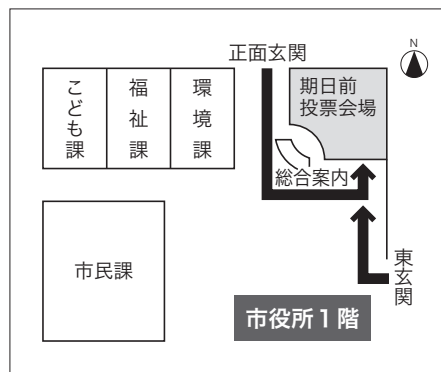 正面玄関
N
こども課
福祉課
環境課
期日前
投票会場
総合案内
市民課
東玄関
市役所1階